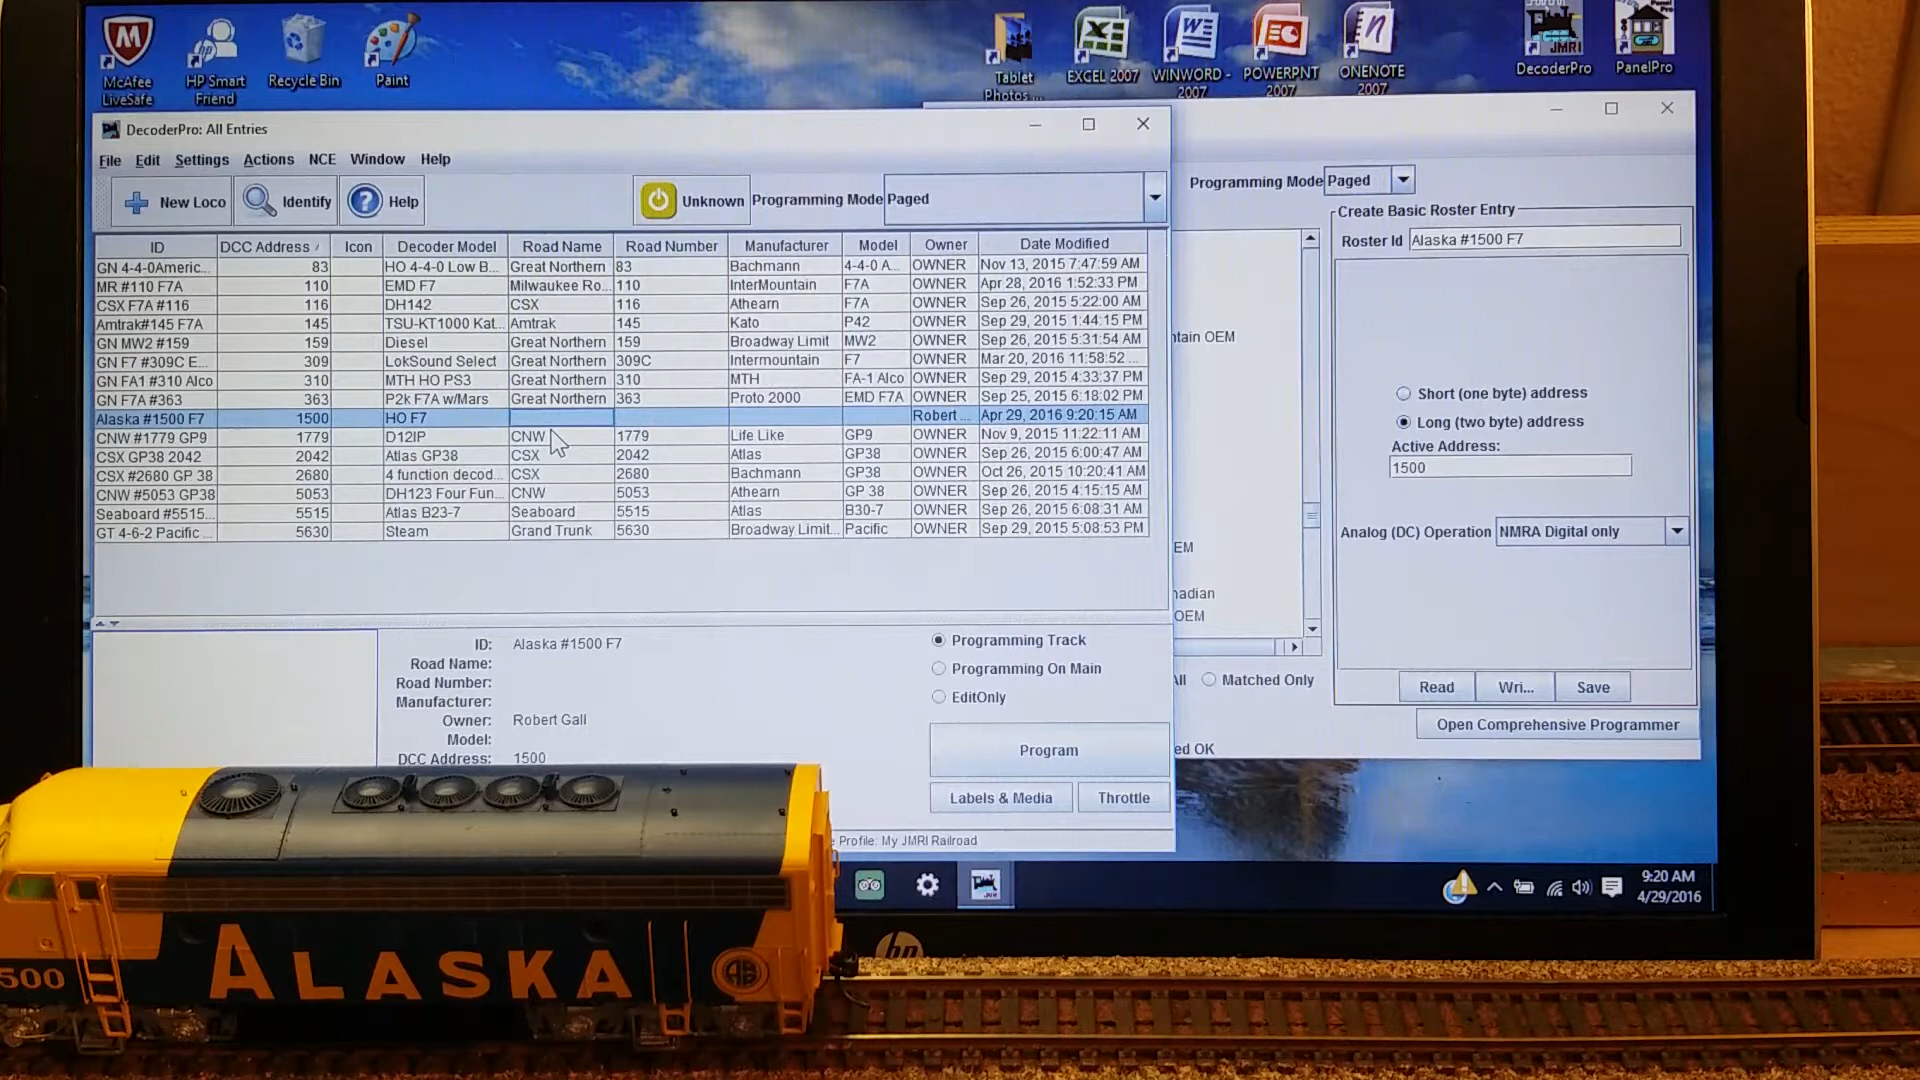 McAfee
LiveSafe
HP Smart
Friend
Recycle Bin
Paint
Tablet
Photos ...
EXCEL 2007
WINWORD -
2007
POWERPNT
2007
ONENOTE
2007
JMRI
DecoderPro
PanelPro
DecoderPro: All Entries
File Edit Settings Actions NCE Window Help
New Loco Identify Help Unknown Programming Mode Paged
ID DCC Address Icon Decoder Model Road Name Road Number Manufacturer Model Owner Date Modified
GN 4-4-0Americ... 83 HO 4-4-0 Low B... Great Northern 83 Bachmann 4-4-0 A... OWNER Nov 13, 2015 7:47:59 AM
MR #110 F7A 110 EMD F7 Milwaukee Ro... 110 InterMountain F7A OWNER Apr 28, 2016 1:52:33 PM
CSX F7A #116 116 DH142 CSX 116 Athearn F7A OWNER Sep 26, 2015 5:22:00 AM
Amtrak#145 F7A 145 TSU-KT1000 Kat... Amtrak 145 Kato P42 OWNER Sep 29, 2015 1:44:15 PM
GN MW2 #159 159 Diesel Great Northern 159 Broadway Limit MW2 OWNER Sep 26, 2015 5:31:54 AM
GN F7 #309C E... 309 LokSound Select Great Northern 309C Intermountain F7 OWNER Mar 20, 2016 11:58:52 ...
GN FA1 #310 Alco 310 MTH HO PS3 Great Northern 310 MTH FA-1 Alco OWNER Sep 29, 2015 4:33:37 PM
GN F7A #363 363 P2k F7A w/Mars Great Northern 363 Proto 2000 EMD F7A OWNER Sep 25, 2015 6:18:02 PM
Alaska #1500 F7 1500 HO F7 Robert ... Apr 29, 2016 9:20:15 AM
CNW #1779 GP9 1779 D12IP CNW 1779 Life Like GP9 OWNER Nov 9, 2015 11:22:11 AM
CSX GP38 2042 2042 Atlas GP38 CSX 2042 Atlas GP38 OWNER Sep 26, 2015 6:00:47 AM
CSX #2680 GP 38 2680 4 function decod... CSX 2680 Bachmann GP38 OWNER Oct 26, 2015 10:20:41 AM
CNW #5053 GP38 5053 DH123 Four Fun... CNW 5053 Athearn GP 38 OWNER Sep 26, 2015 4:15:15 AM
Seaboard #5515... 5515 Atlas B23-7 Seaboard 5515 Atlas B30-7 OWNER Sep 26, 2015 6:08:31 AM
GT 4-6-2 Pacific ... 5630 Steam Grand Trunk 5630 Broadway Limit... Pacific OWNER Sep 29, 2015 5:08:53 PM
ID: Alaska #1500 F7
Road Name:
Road Number:
Manufacturer:
Owner: Robert Gall
Model:
DCC Address: 1500
Programming Track
Programming On Main
EditOnly
Program
Labels & Media Throttle
Profile: My JMRI Railroad
Programming Mode Paged
Create Basic Roster Entry
Roster Id Alaska #1500 F7
tain OEM
EM
nadian
OEM
Short (one byte) address
Long (two byte) address
Active Address:
1500
Analog (DC) Operation NMRA Digital only
Matched Only
Read Wri... Save
Open Comprehensive Programmer
ed OK
9:20 AM
4/29/2016
hp
500
ALASKA